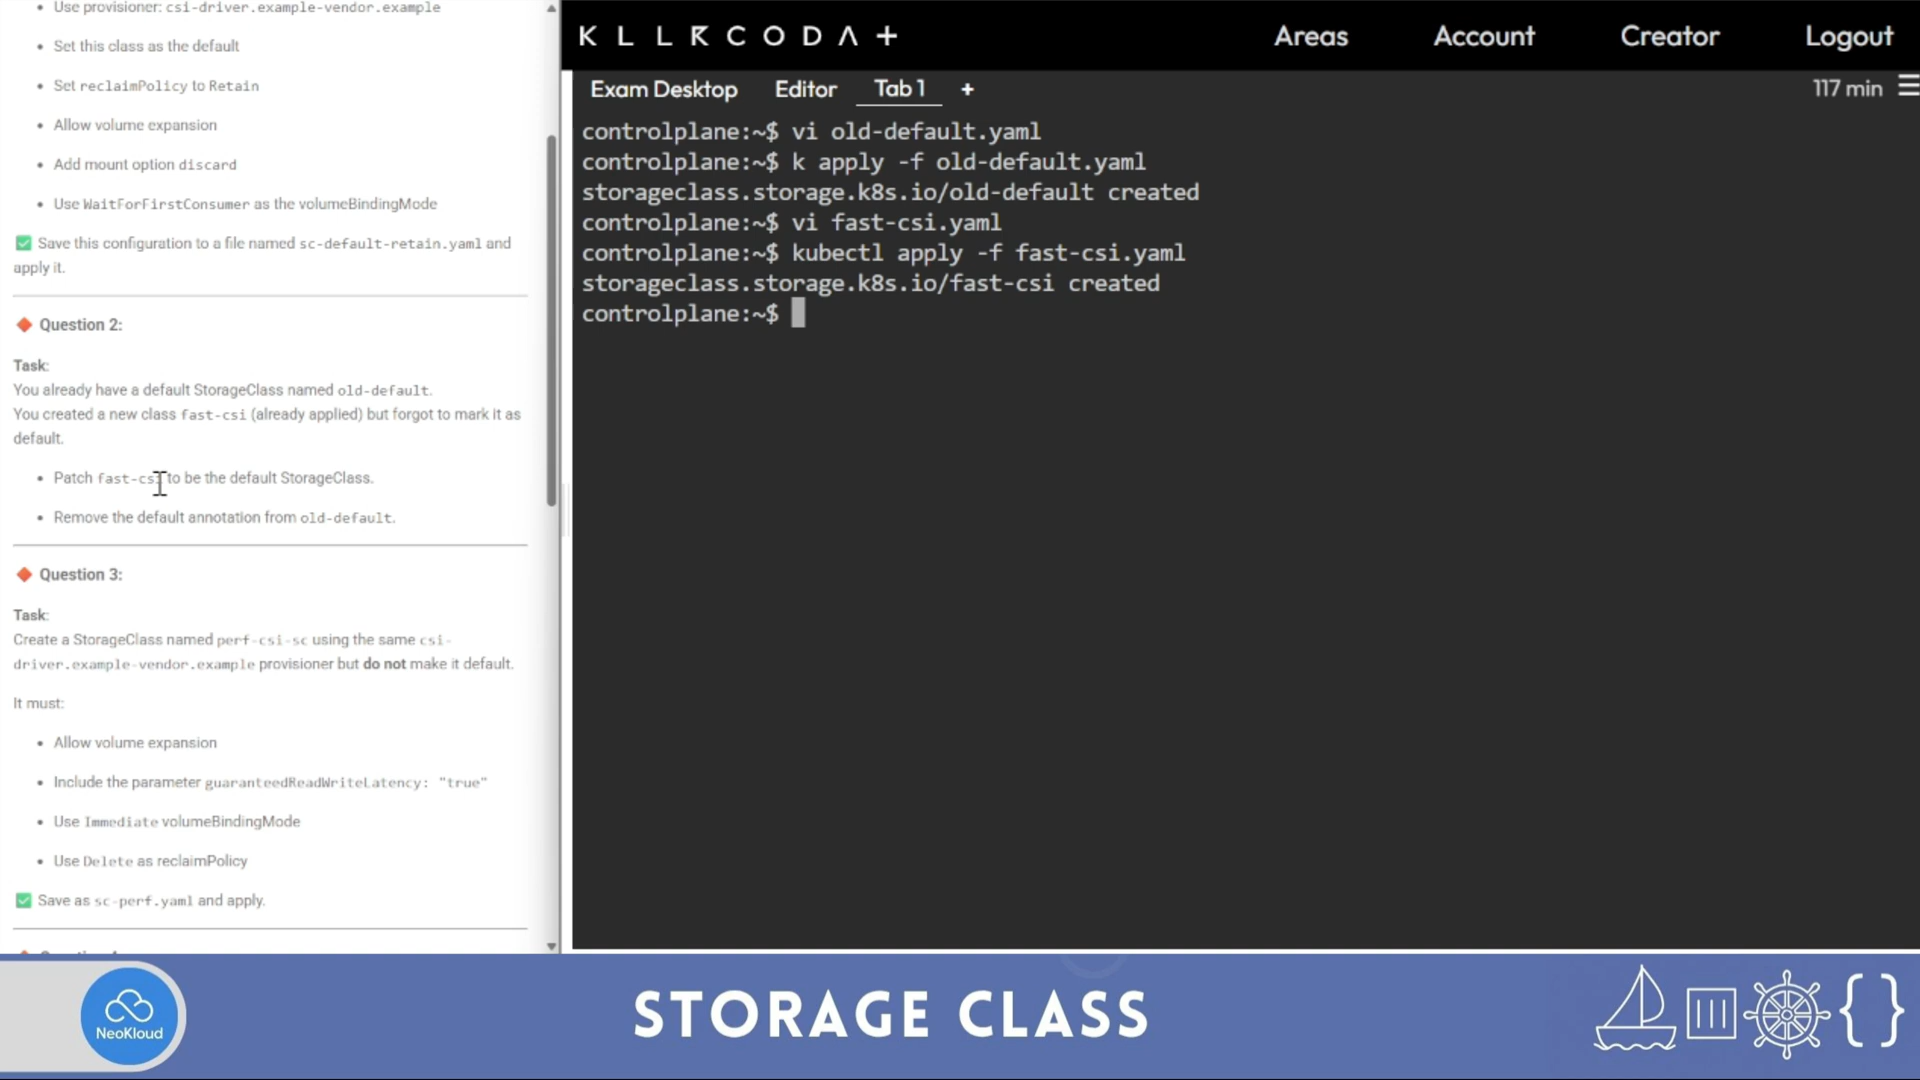 Use provisioner: csi-driver.example-vendor.example
Set this class as the default
Set reclaimPolicy to Retain
Allow volume expansion
Add mount option discard
Use WaitForFirstConsumer as the volumeBindingMode
Save this configuration to a file named sc-default-retain.yaml and
apply it.
Question 2:
Task:
You already have a default StorageClass named old-default.
You created a new class fast-csi (already applied) but forgot to mark it as
default.
Patch fast-csi to be the default StorageClass.
Remove the default annotation from old-default.
Question 3:
Task:
Create a StorageClass named perf-csi-sc using the same csi-
driver.example-vendor.example provisioner but do not make it default.
It must:
Allow volume expansion
Include the parameter guaranteedReadWriteLatency: "true"
Use Immediate volumeBindingMode
Use Delete as reclaimPolicy
Save as sc-perf.yaml and apply.
KLLRCODA+
Areas Account Creator Logout
Exam Desktop Editor Tab 1 + 117 min
controlplane:~$ vi old-default.yaml
controlplane:~$ k apply -f old-default.yaml
storageclass.storage.k8s.io/old-default created
controlplane:~$ vi fast-csi.yaml
controlplane:~$ kubectl apply -f fast-csi.yaml
storageclass.storage.k8s.io/fast-csi created
controlplane:~$
NeoKloud
STORAGE CLASS